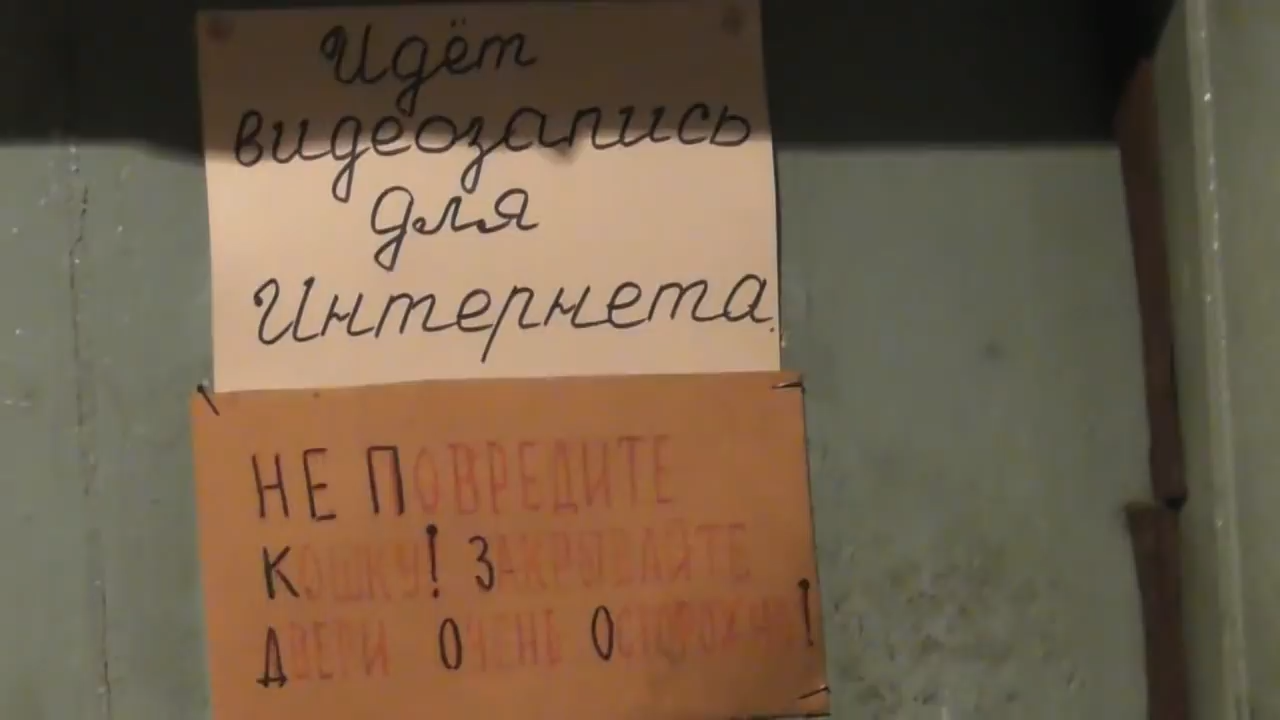 Идёт
видеозапись
для
Интернета.
НЕ ПОВРЕДИТЕ
КОШКУ! ЗАКРЫВАЙТЕ
ДВЕРИ ОЧЕНЬ ОСТОРОЖНО!